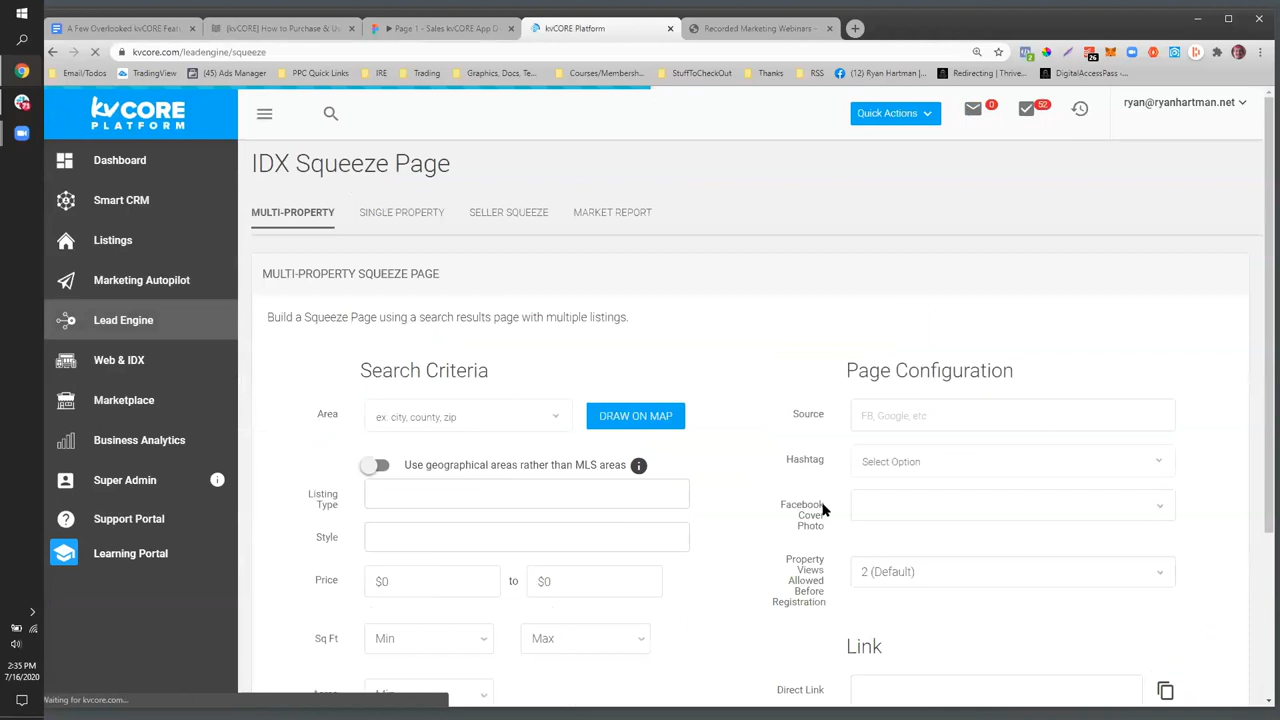 A Few Overlooked kvCORE Feat
[kvCORE] How to Purchase & U
Page 1 - Sales kvCORE App D
kvCORE Platform
Recorded Marketing Webinars -
kvcore.com/leadengine/squeeze
Email/Todos
TradingView
(45) Ads Manager
PPC Quick Links
IRE
Trading
Graphics, Docs, Te...
Courses/Membersh...
StuffToCheckOut
Thanks
RSS
(7) Ryan Hartman
Redirecting | Thrive...
DigitalAccessPass -...
26
kvCORE
PLATFORM
Quick Actions
0
52
ryan@ryanhartman.net
Dashboard
Smart CRM
Listings
Marketing Autopilot
Lead Engine
Web & IDX
Marketplace
Business Analytics
Super Admin
Support Portal
Learning Portal
IDX Squeeze Page
MULTI-PROPERTY
SINGLE PROPERTY
SELLER SQUEEZE
MARKET REPORT
MULTI-PROPERTY SQUEEZE PAGE
Build a Squeeze Page using a search results page with multiple listings.
Search Criteria
Area
ex: city, county, zip
DRAW ON MAP
Use geographical areas rather than MLS areas
Listing
Type
Style
Price
$0
to
$0
Sq Ft
Min
Max
Acres
Min
Page Configuration
Source
FB, Google, etc
Hashtag
Select Option
Facebook
Cover
Photo
Property
Views
Allowed
Before
Registration
2 (Default)
Link
Direct Link
2:35 PM
7/16/2020
Waiting for kvcore.com...